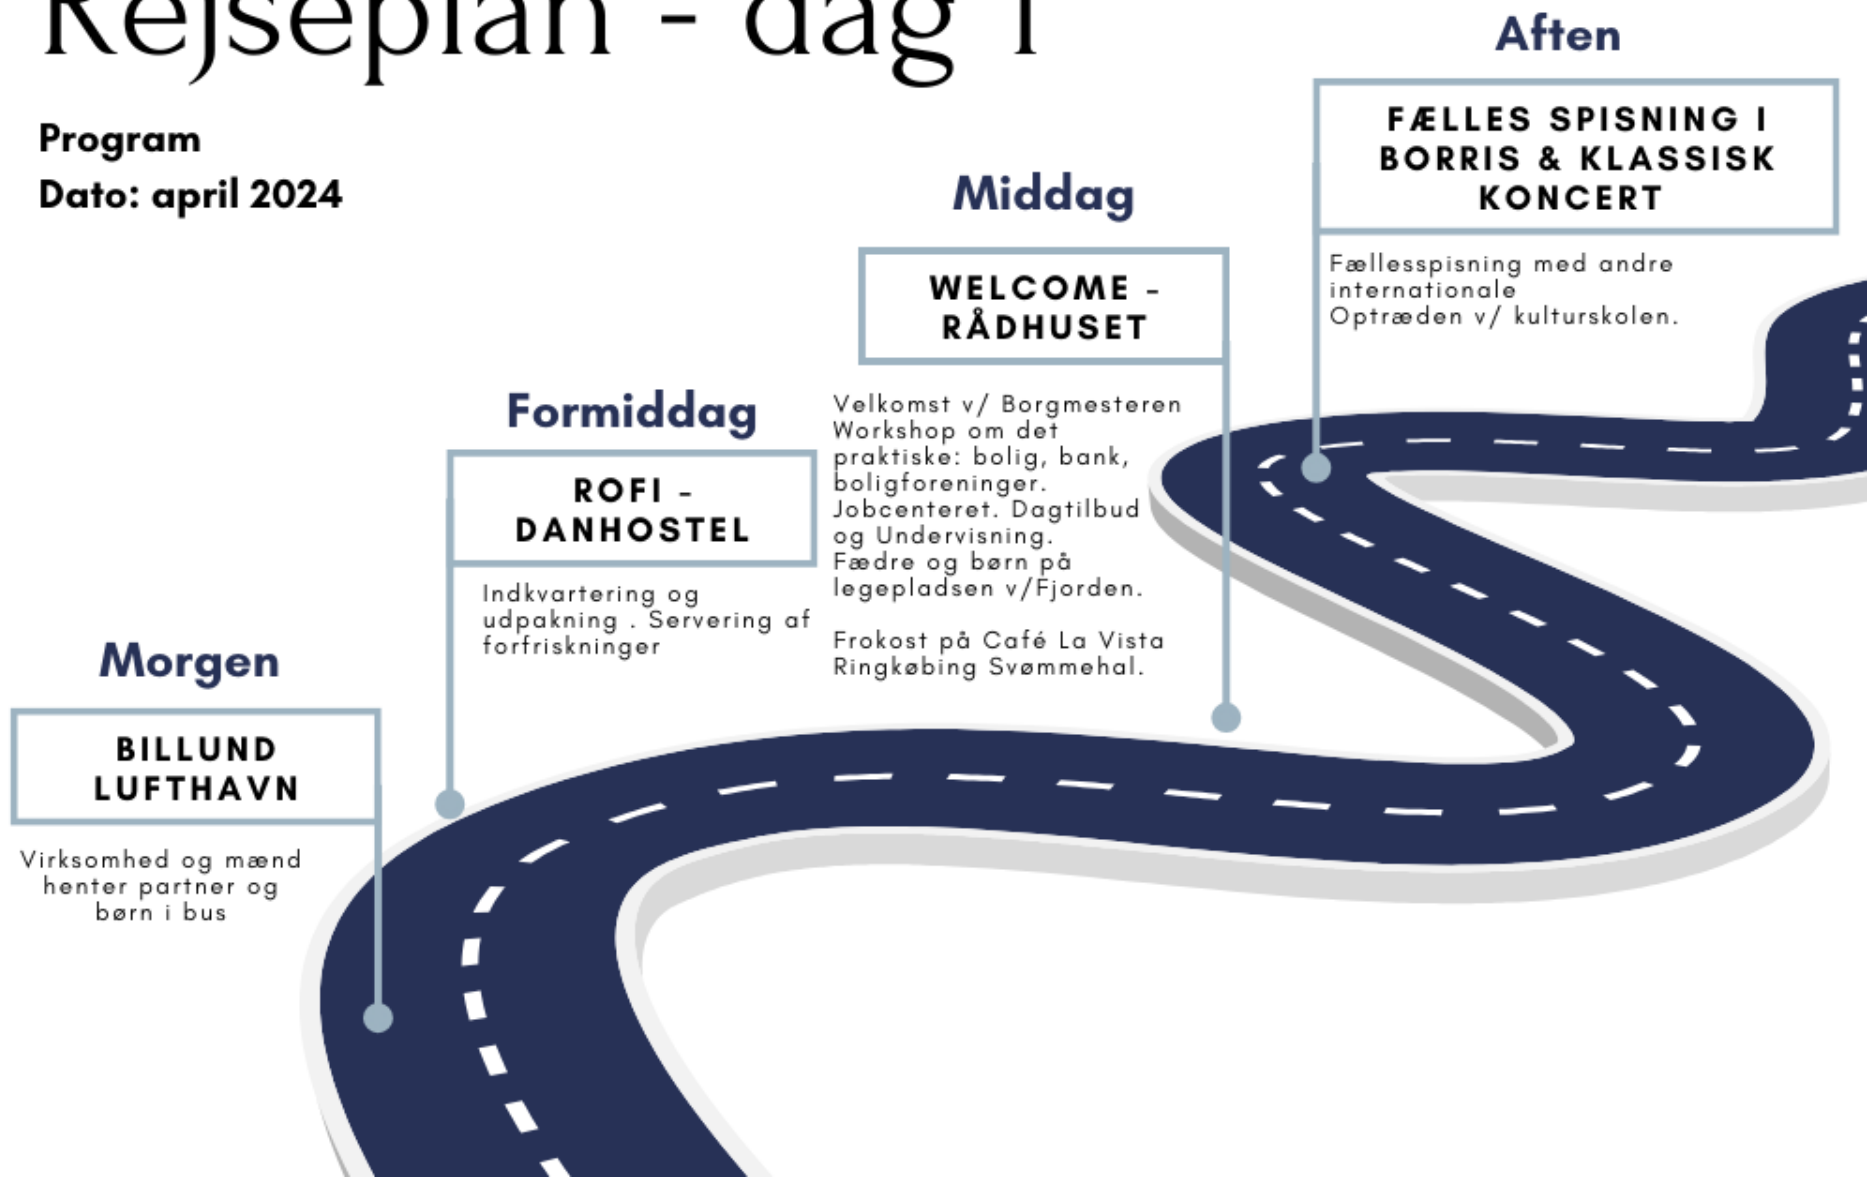 Rejseplan - dag 1
Program
Dato: april 2024
Morgen
BILLUND
LUFTHAVN
Virksomhed og mænd
henter partner og
børn i bus
Formiddag
ROFI -
DANHOSTEL
Indkvartering og
udpakning . Servering af
forfriskninger
Middag
WELCOME -
RÅDHUSET
Velkomst v/ Borgmesteren
Workshop om det
praktiske: bolig, bank,
boligforeninger.
Jobcenteret. Dagtilbud
og Undervisning.
Fædre og børn på
legepladsen v/Fjorden.
Frokost på Café La Vista
Ringkøbing Svømmehal.
Aften
FÆLLES SPISNING I
BORRIS & KLASSISK
KONCERT
Fællesspisning med andre
internationale
Optræden v/ kulturskolen.